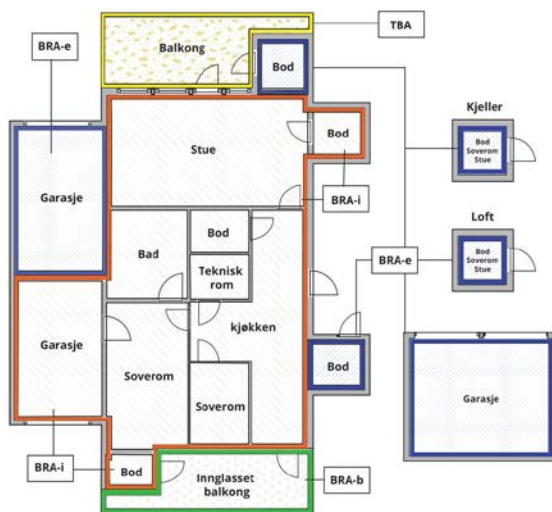 TBA
BRA-e
Balkong
Bod
Kjeller
Bod
Stue
Bod
Soverom
Stue
Garasje
BRA-i
Loft
Bod
Bad
Teknisk
rom
BRA-e
Bod
Soverom
Stue
Garasje
kjøkken
Soverom
Soverom
Bod
Garasje
BRA-i
Bod
Innglasset
balkong
BRA-b